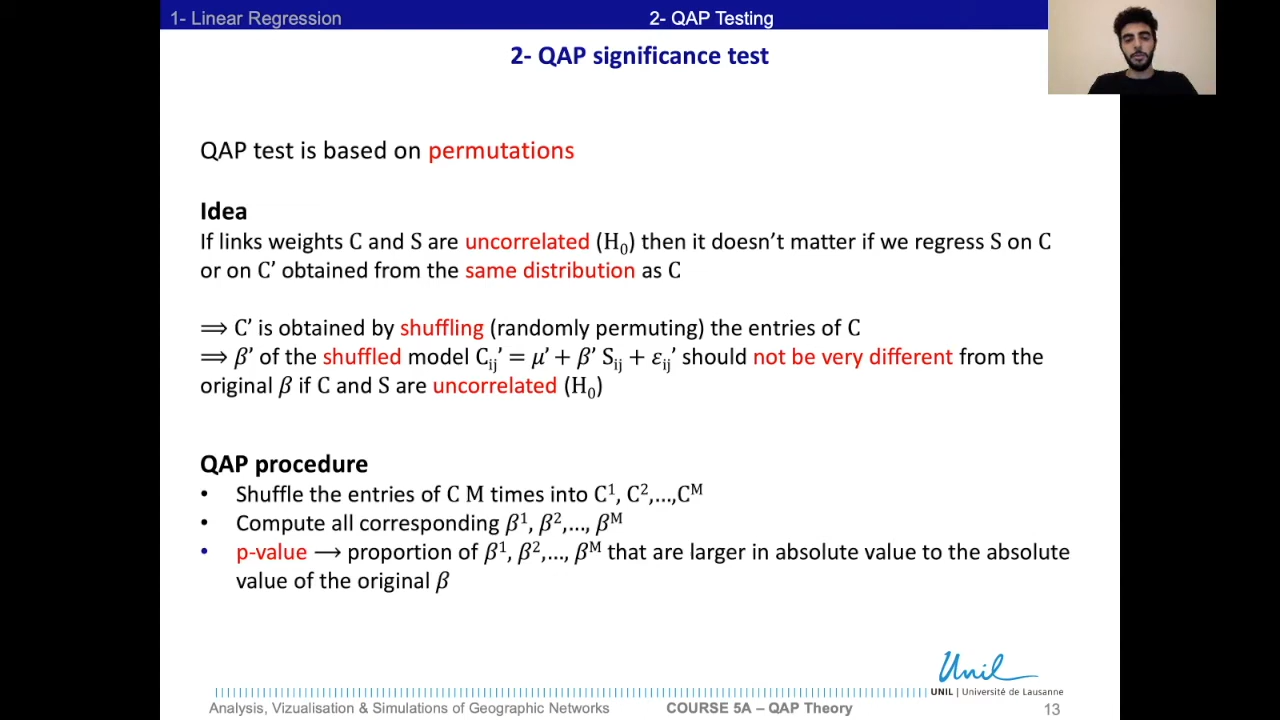 1- Linear Regression 2- QAP Testing
2- QAP significance test
QAP test is based on permutations
Idea
If links weights C and S are uncorrelated (H₀) then it doesn’t matter if we regress S on C
or on C’ obtained from the same distribution as C
⟹ C’ is obtained by shuffling (randomly permuting) the entries of C
⟹ β’ of the shuffled model Cᵢⱼ’ = μ’ + β’ Sᵢⱼ + εᵢⱼ’ should not be very different from the
original β if C and S are uncorrelated (H₀)
QAP procedure
• Shuffle the entries of C M times into C¹, C²,…,Cᴹ
• Compute all corresponding β¹, β²,…, βᴹ
• p-value ⟶ proportion of β¹, β²,…, βᴹ that are larger in absolute value to the absolute
value of the original β
Unil
UNIL | Université de Lausanne
Analysis, Vizualisation & Simulations of Geographic Networks COURSE 5A – QAP Theory 13